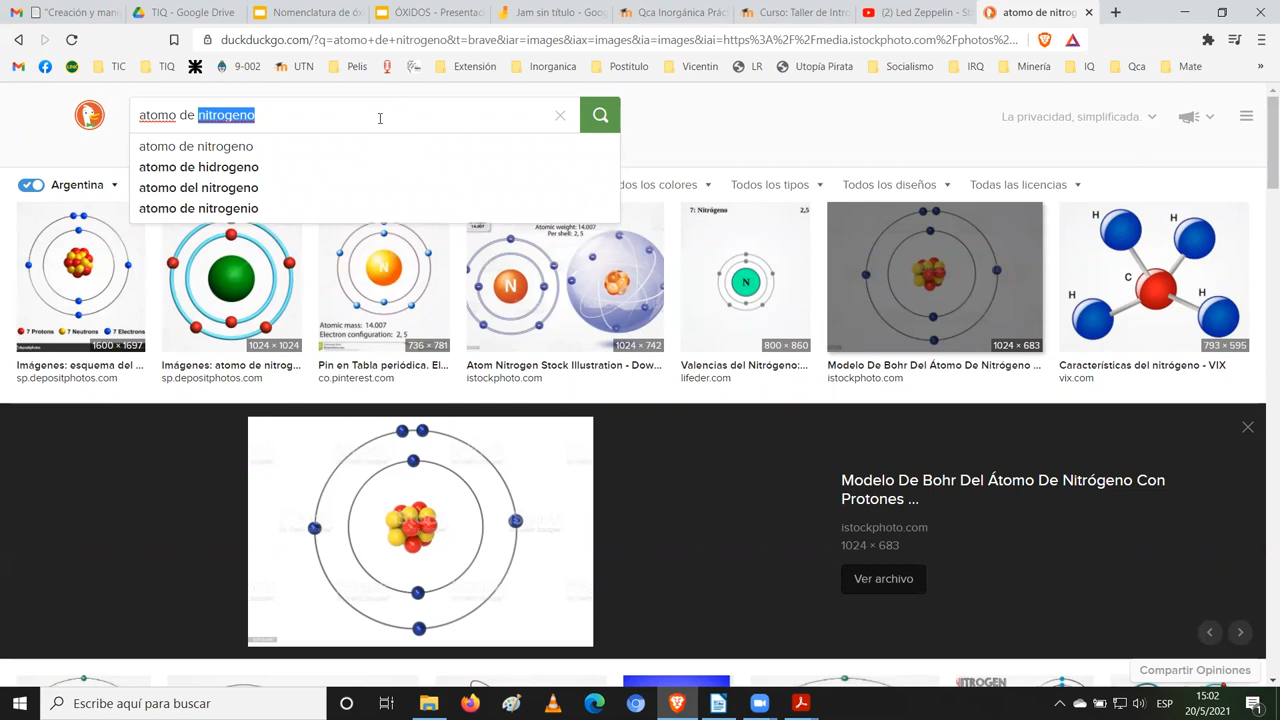 "Creación y mani
TIQ - Google Drive
Nomenclatura de óx
ÓXIDOS - Presentac
Jam sin título - Goog
Qca Inorgánica Práct
Curso: Taller de intro
(2) Led Zeppelin - St
atomo de nitrog
duckduckgo.com/?q=atomo+de+nitrogeno&t=brave&iar=images&iax=images&ia=images&iai=https%3A%2F%2Fmedia.istockphoto.com%2Fphotos%2...
TIC
TIQ
9-002
UTN
Pelis
Extensión
Inorganica
Postitulo
Vicentin
LR
Utopía Pirata
Socialismo
IRQ
Minería
IQ
Qca
Mate
»
atomo de nitrogeno
La privacidad, simplificada.
atomo de nitrogeno
atomo de hidrogeno
atomo del nitrogeno
atomo de nitrogenio
Argentina
dos los colores
Todos los tipos
Todos los diseños
Todas las licencias
7 Protons 7 Neutrons 7 Electrons
1600 × 1697
Imágenes: esquema del ...
sp.depositphotos.com
1024 × 1024
Imágenes: atomo de nitrog...
sp.depositphotos.com
N
Atomic mass: 14.007
Electron configuration: 2, 5
736 × 781
Pin en Tabla periódica. El...
co.pinterest.com
Atomic weight: 14.007
Per shell: 2, 5
N
1024 × 742
Atom Nitrogen Stock Illustration - Dow...
istockphoto.com
7: Nitrógeno 2,5
N
800 × 860
Valencias del Nitrógeno:...
lifeder.com
1024 × 683
Modelo De Bohr Del Átomo De Nitrógeno ...
istockphoto.com
H
H
C
H
H
793 × 595
Características del nitrógeno - VIX
vix.com
Modelo De Bohr Del Átomo De Nitrógeno Con
Protones ...
istockphoto.com
1024 × 683
Ver archivo
Compartir Opiniones
NITROGEN
Escribe aquí para buscar
ESP
15:02
20/5/2021